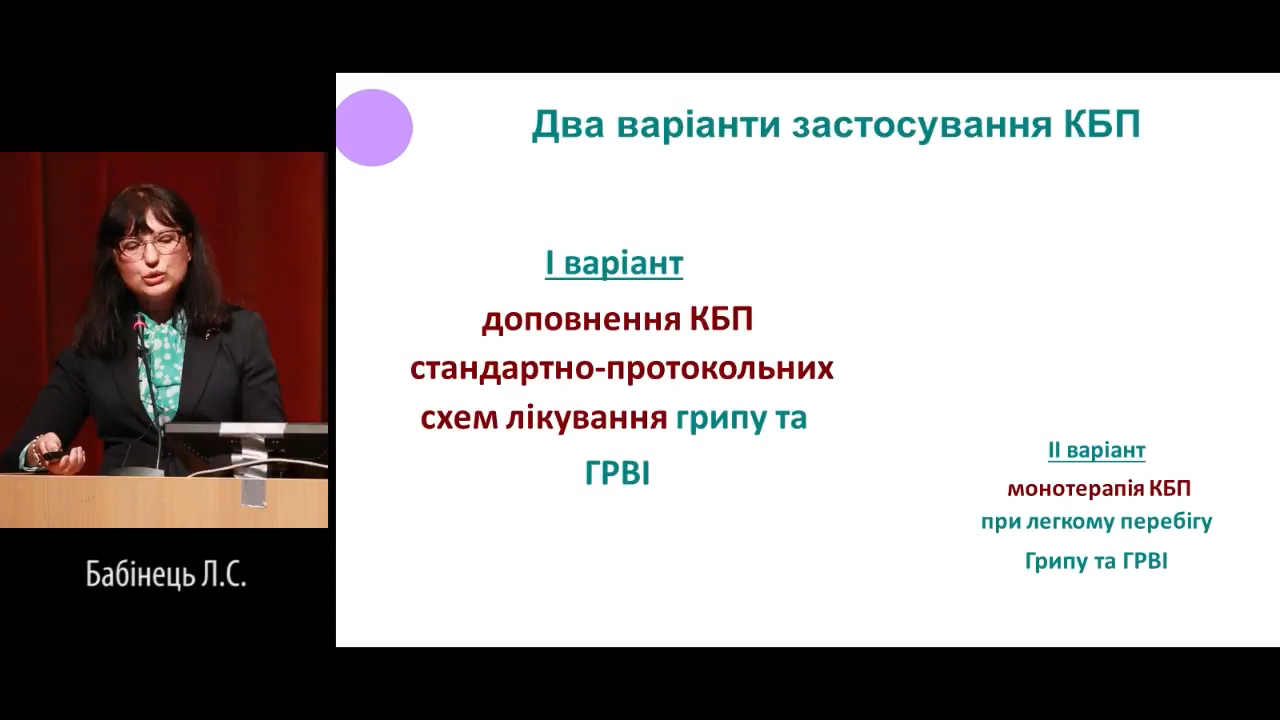 Два варіанти застосування КБП
І варіант
доповнення КБП
стандартно-протокольних
схем лікування грипу та
ГРВІ
ІІ варіант
монотерапія КБП
при легкому перебігу
Грипу та ГРВІ
Бабінець Л.С.